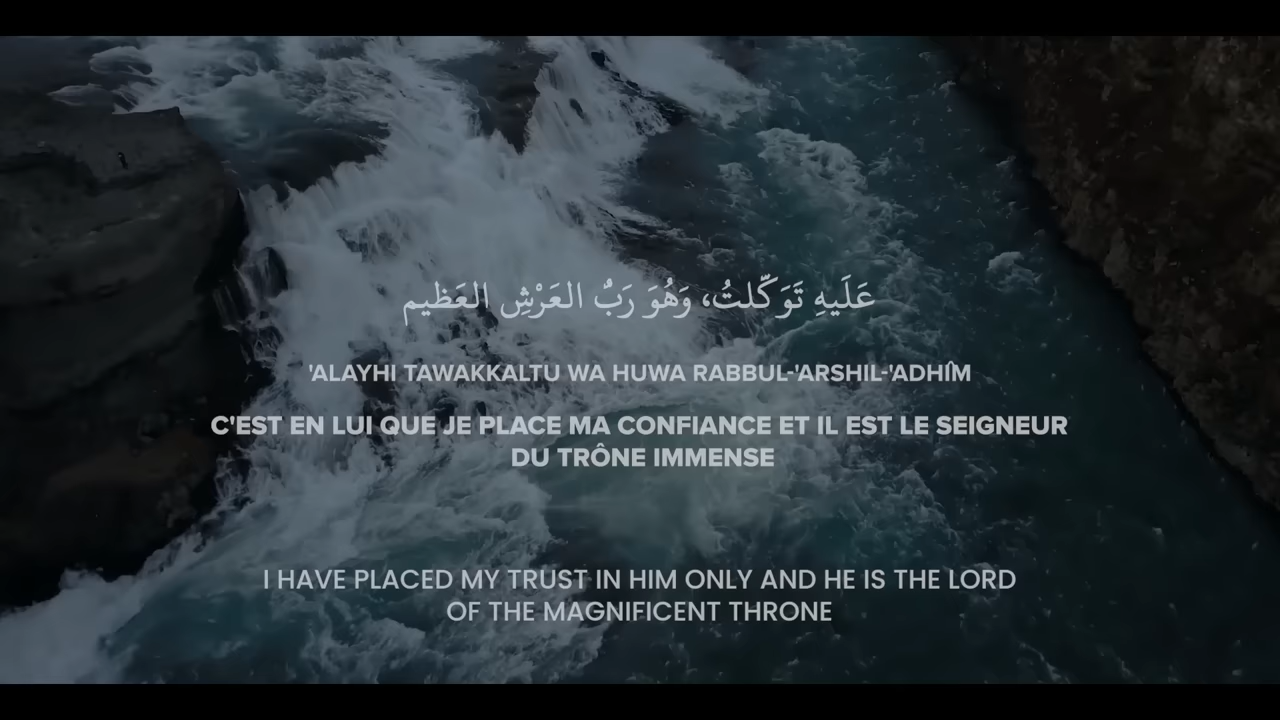 عَلَيهِ تَوَكّلتُ، وَهُوَ رَبُّ العَرْشِ العَظيم
'ALAYHI TAWAKKALTU WA HUWA RABBUL-'ARSHIL-'ADHÎM
C'EST EN LUI QUE JE PLACE MA CONFIANCE ET IL EST LE SEIGNEUR
DU TRÔNE IMMENSE
I HAVE PLACED MY TRUST IN HIM ONLY AND HE IS THE LORD
OF THE MAGNIFICENT THRONE